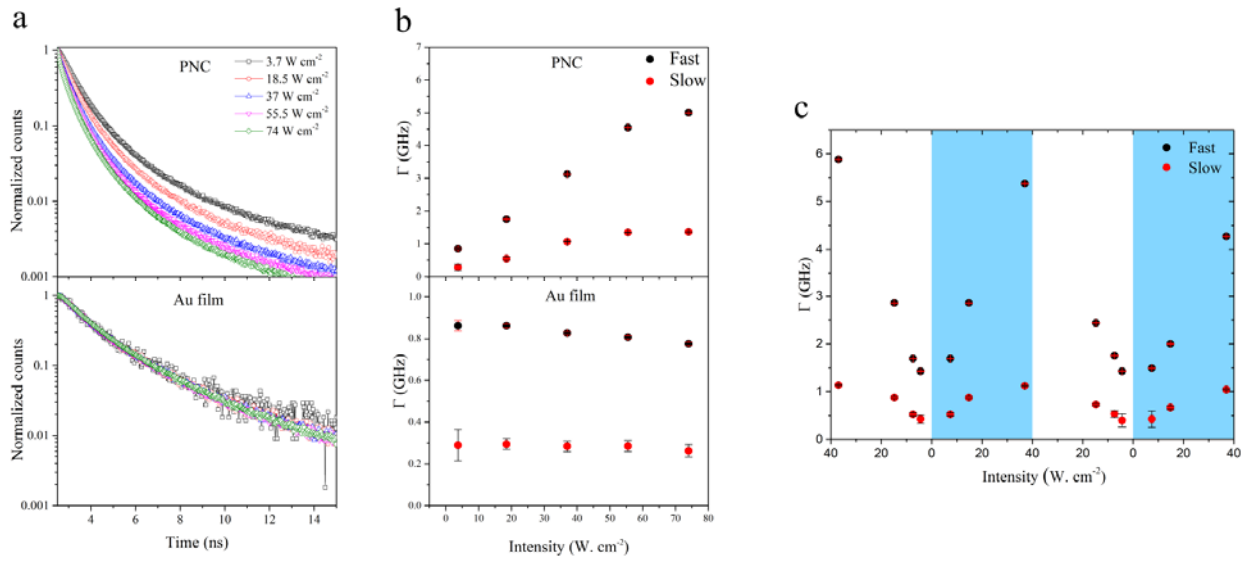 a
PNC
3.7 W cm-2
18.5 W cm-2
37 W cm-2
55.5 W cm-2
74 W cm-2
Normalized counts
1
0.1
0.01
0.001
Au film
Normalized counts
1
0.1
0.01
0.001
4 6 8 10 12 14
Time (ns)
b
PNC
Fast
Slow
Γ (GHz)
7
6
5
4
3
2
1
0
Au film
Γ (GHz)
1.0
0.8
0.6
0.4
0.2
0.0
0 10 20 30 40 50 60 70 80
Intensity (W. cm-2)
c
Fast
Slow
Γ (GHz)
6
5
4
3
2
1
0
40 20 0 20 40 20 0 20 40
Intensity (W. cm-2)